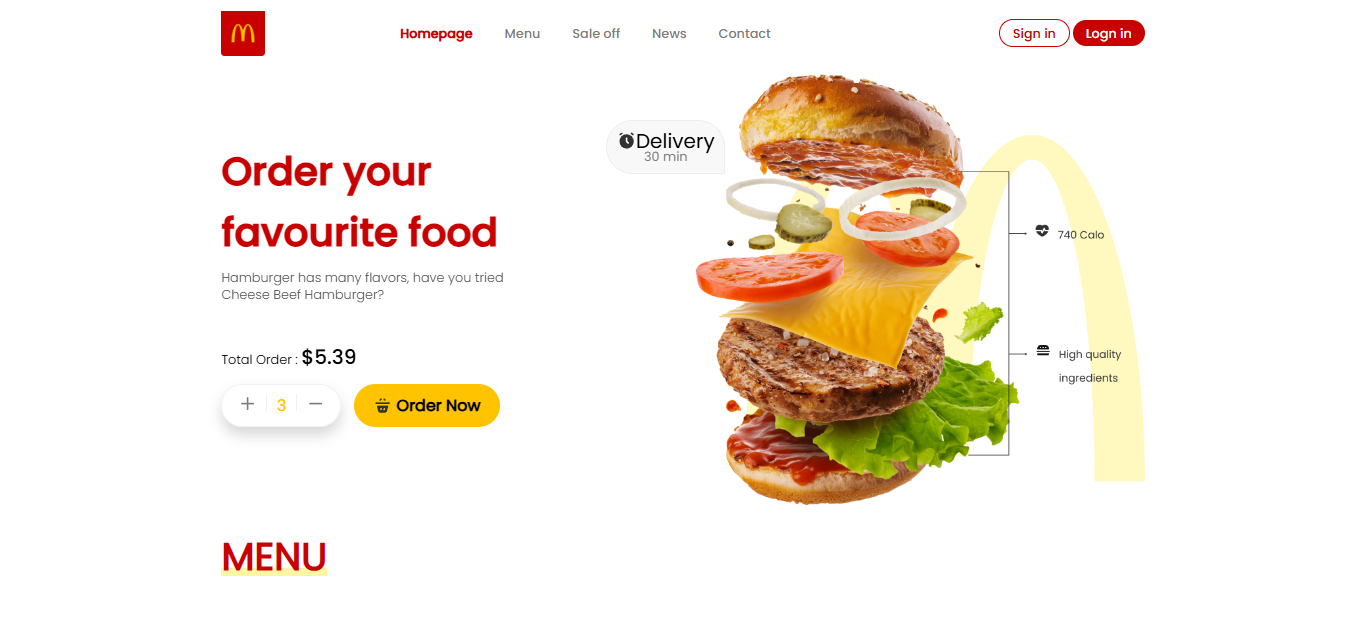 Homepage Menu Sale off News Contact Sign in Logn in
Delivery
30 min
Order your
favourite food
Hamburger has many flavors, have you tried
Cheese Beef Hamburger?
740 Calo
High quality
ingredients
Total Order : $5.39
+ 3 −
Order Now
MENU